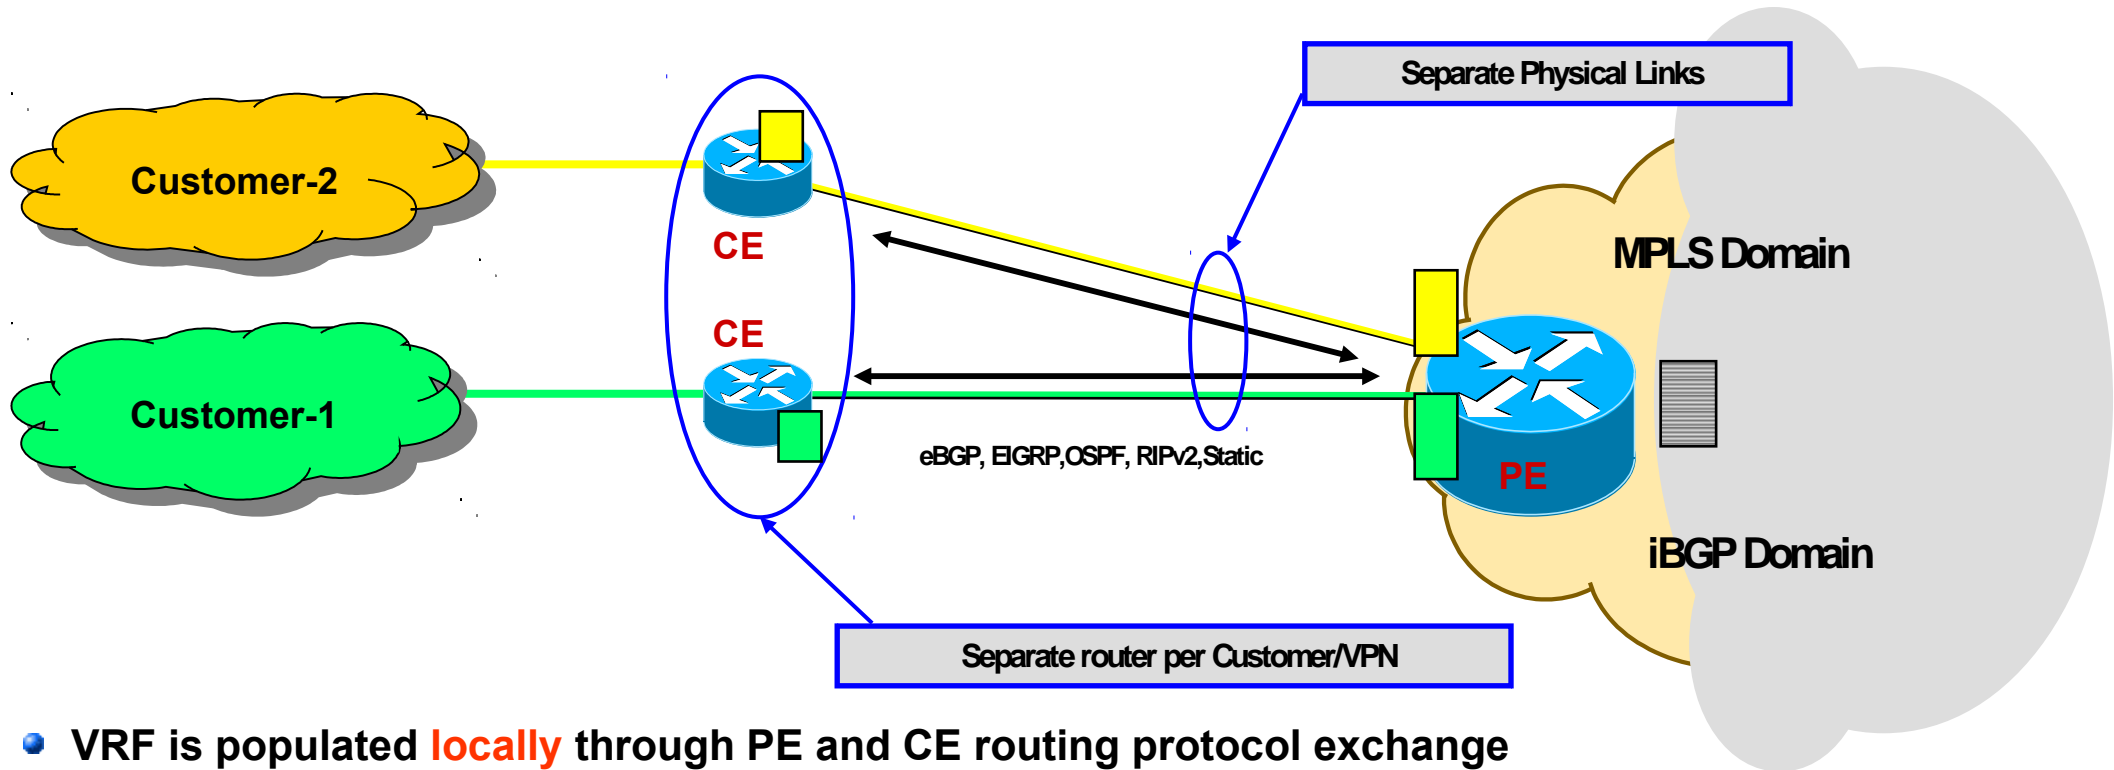 Separate Physical Links
Customer-2
CE
MPLS Domain
CE
Customer-1
eBGP, EIGRP,OSPF, RIPv2,Static
PE
iBGP Domain
Separate router per Customer/VPN
VRF is populated locally through PE and CE routing protocol exchange